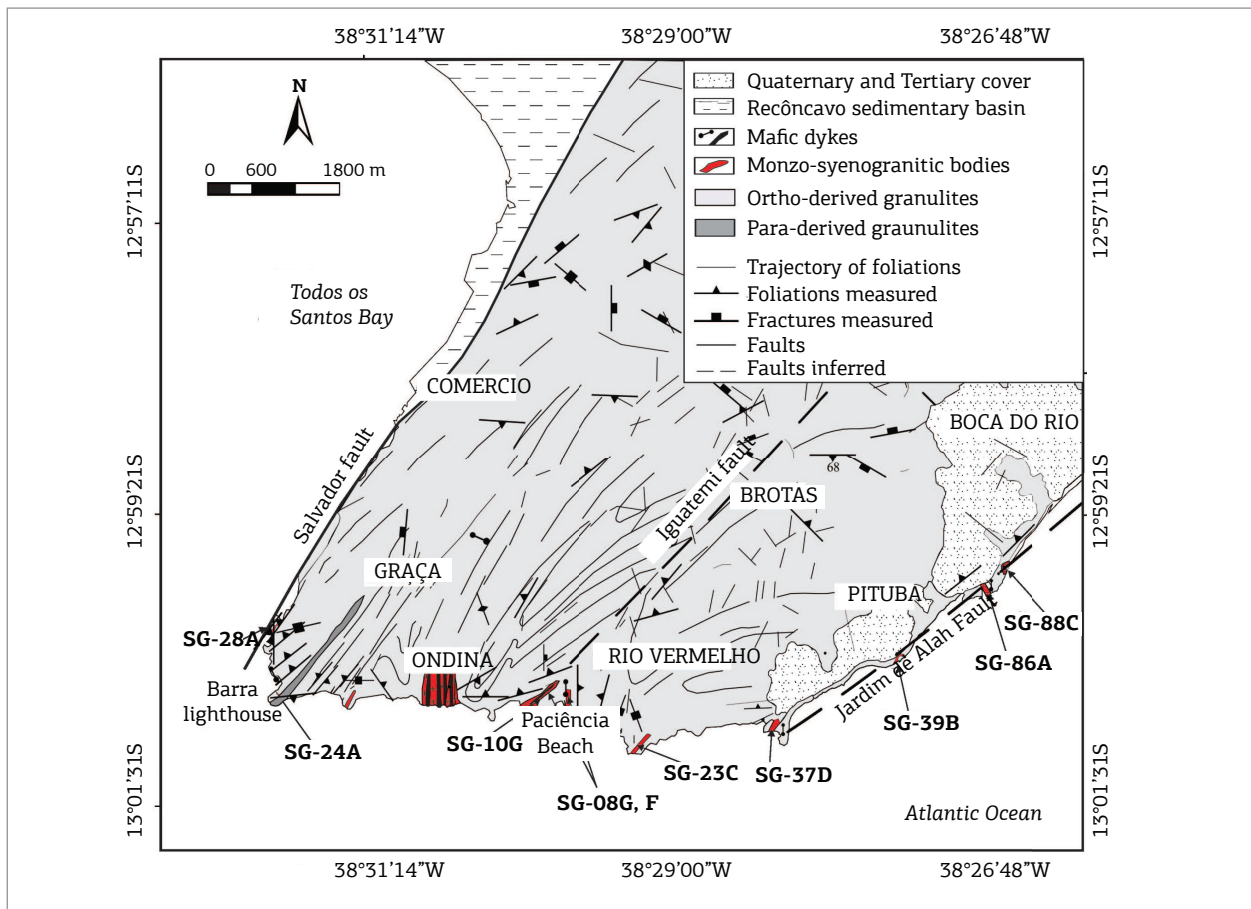 38°31'14"W
38°29'00"W
38°26'48"W
N
0 600 1800 m
12°57'11S
12°59'21S
13°01'31S
Quaternary and Tertiary cover
Recôncavo sedimentary basin
Mafic dykes
Monzo-syenogranitic bodies
Ortho-derived granulites
Para-derived graunulites
Trajectory of foliations
Foliations measured
Fractures measured
Faults
Faults inferred
12°57'11S
12°59'21S
13°01'31S
Todos os
Santos Bay
COMERCIO
BOCA DO RIO
Salvador fault
Iguatemi fault
68
BROTAS
GRAÇA
PITUBA
SG-28A
ONDINA
RIO VERMELHO
Jardim de Alah Fault
SG-88C
SG-86A
Barra
lighthouse
SG-39B
SG-24A
SG-10G
Paciência
Beach
SG-23C
SG-37D
SG-08G, F
Atlantic Ocean
38°31'14"W
38°29'00"W
38°26'48"W